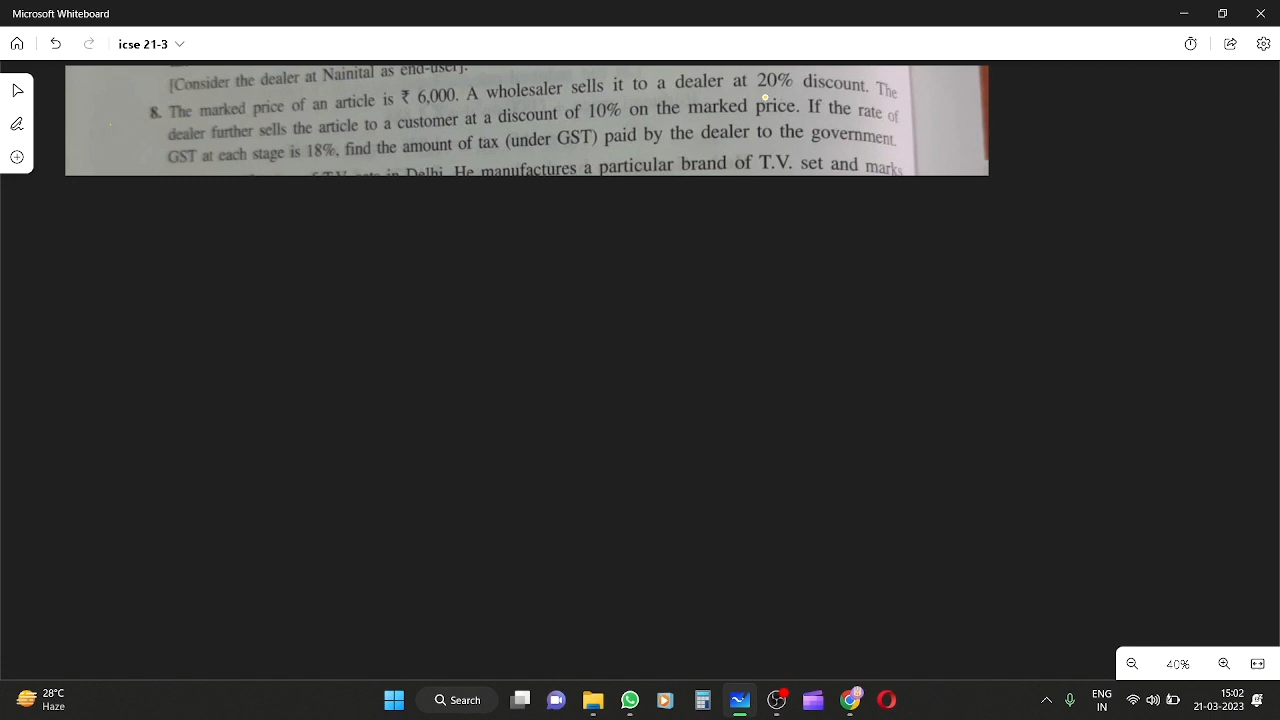 Microsoft Whiteboard
icse 21-3
[Consider the dealer at Nainital as end-user].
8. The marked price of an article is ₹ 6,000. A wholesaler sells it to a dealer at 20% discount. The
dealer further sells the article to a customer at a discount of 10% on the marked price. If the rate of
GST at each stage is 18%, find the amount of tax (under GST) paid by the dealer to the government.
in Delhi. He manufactures a particular brand of T.V. set and marks
40%
28°C
Haze
Search
ENG
IN
15:02
21-03-2023